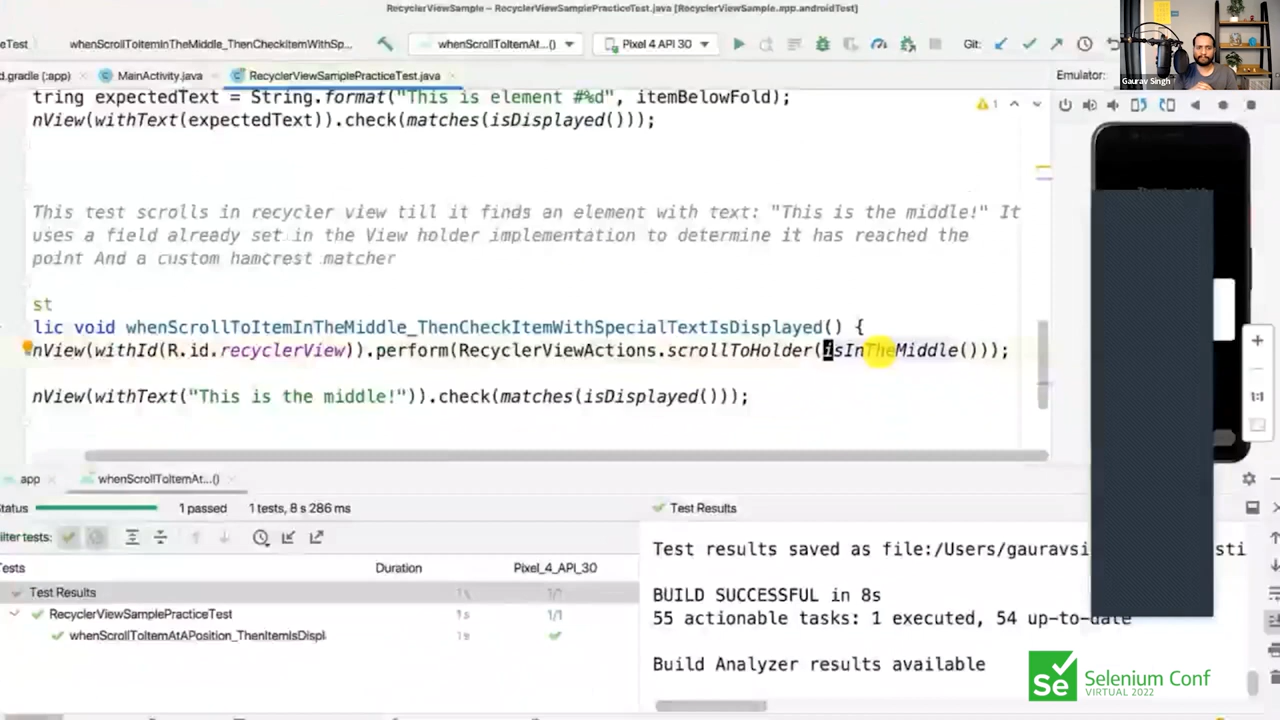 RecyclerViewSample – RecyclerViewSamplePracticeTest.java [RecyclerViewSample.app.androidTest]
eTest whenScrollToItemInTheMiddle_ThenCheckItemWithSp... whenScrollToItemAt...() Pixel 4 API 30 Git:
d.gradle (:app) MainActivity.java RecyclerViewSamplePracticeTest.java Emulator:
Gaurav Singh
tring expectedText = String.format("This is element #%d", itemBelowFold);
1
nView(withText(expectedText)).check(matches(isDisplayed()));
This test scrolls in recycler view till it finds an element with text: "This is the middle!" It
uses a field already set in the View holder implementation to determine it has reached the
point And a custom hamcrest matcher
st
lic void whenScrollToItemInTheMiddle_ThenCheckItemWithSpecialTextIsDisplayed() {
nView(withId(R.id.recyclerView)).perform(RecyclerViewActions.scrollToHolder(isInTheMiddle()));
nView(withText("This is the middle!")).check(matches(isDisplayed()));
1:1
app whenScrollToItemAt...()
Status 1 passed 1 tests, 8 s 286 ms Test Results
ilter tests:
Tests Duration Pixel_4_API_30
Test Results 1s 1/1
RecyclerViewSamplePracticeTest 1s 1/1
whenScrollToItemAtAPosition_ThenItemIsDispl 1s
Test results saved as file:/Users/gauravsi sti
BUILD SUCCESSFUL in 8s
55 actionable tasks: 1 executed, 54 up-to-date
Build Analyzer results available
Se Selenium Conf
VIRTUAL 2022